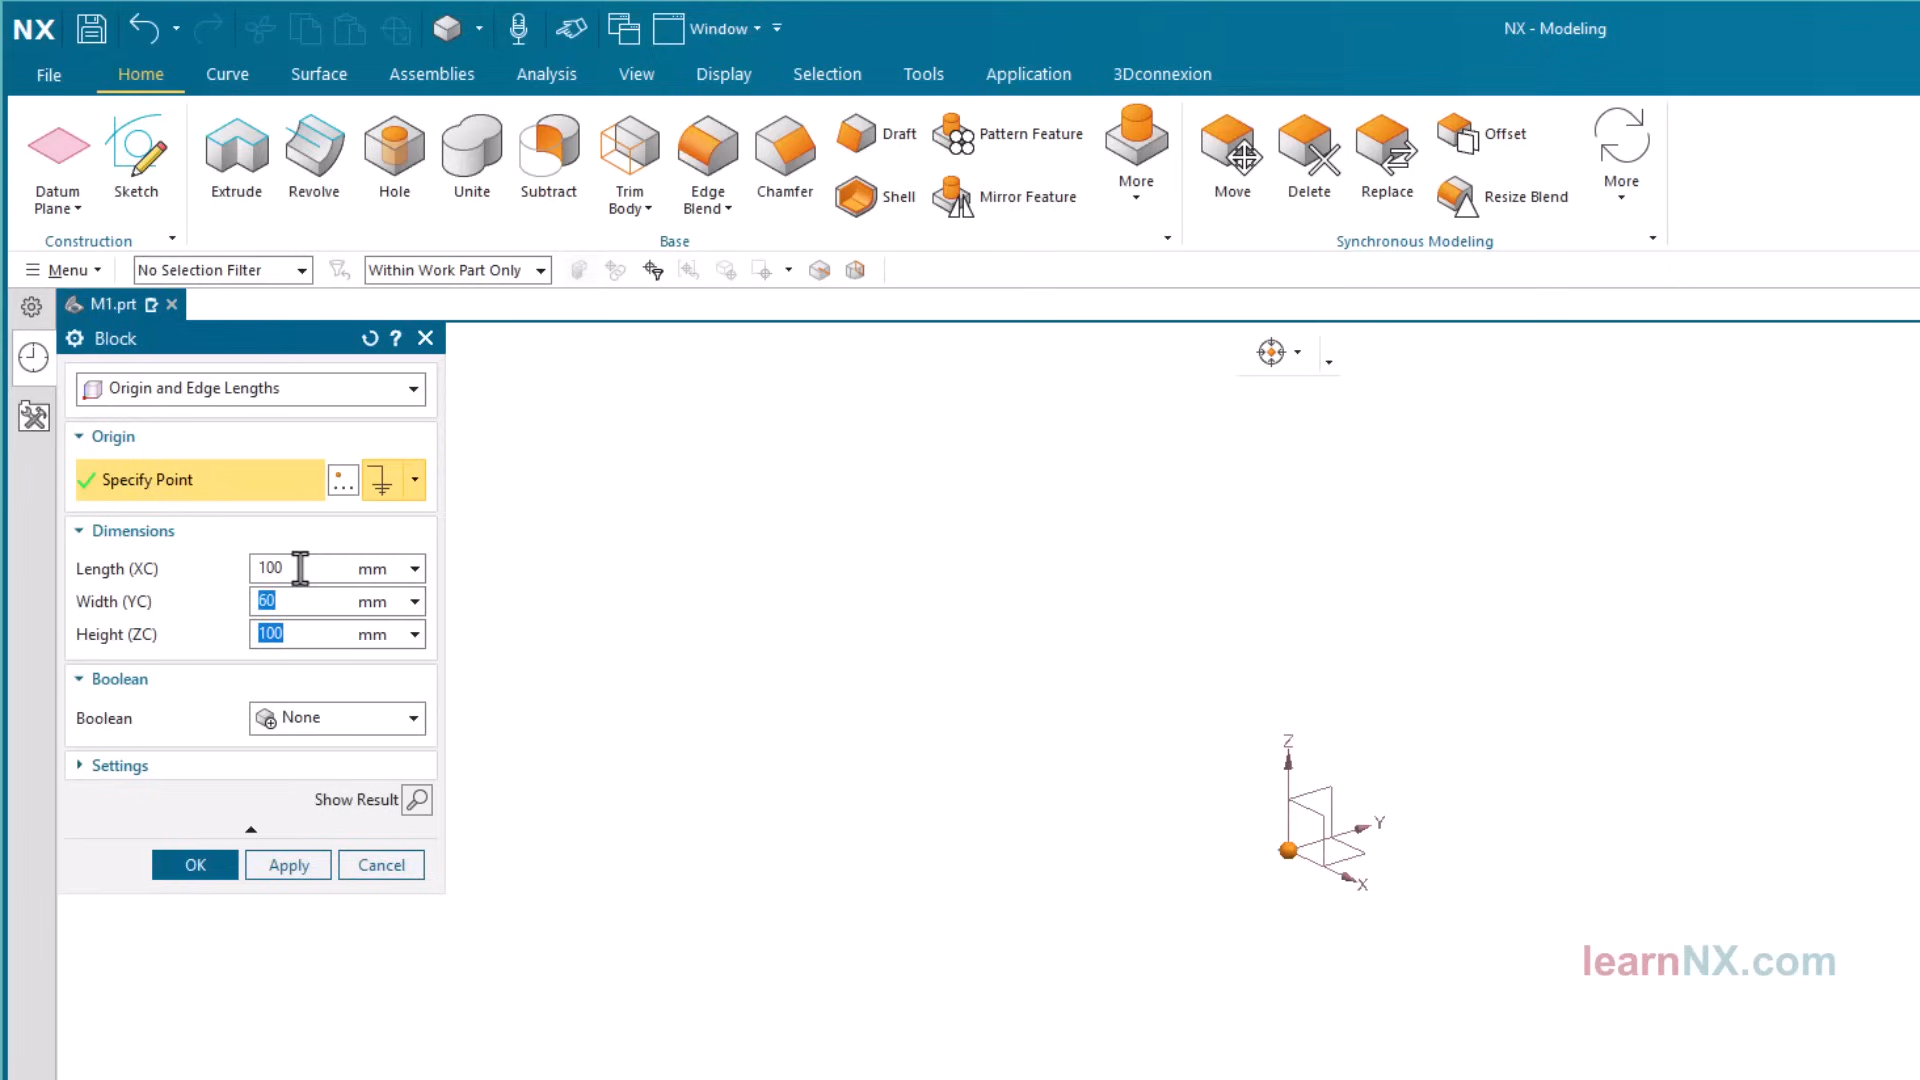 NX
Window
NX - Modeling
File
Home
Curve
Surface
Assemblies
Analysis
View
Display
Selection
Tools
Application
3Dconnexion
Datum
Plane
Sketch
Extrude
Revolve
Hole
Unite
Subtract
Trim
Body
Edge
Blend
Chamfer
Draft
Shell
Pattern Feature
Mirror Feature
More
Move
Delete
Replace
Offset
Resize Blend
More
Construction
Base
Synchronous Modeling
Menu
No Selection Filter
Within Work Part Only
M1.prt
Block
?
Origin and Edge Lengths
Origin
Specify Point
Dimensions
Length (XC)
100
mm
Width (YC)
60
mm
Height (ZC)
100
mm
Boolean
Boolean
None
Settings
Show Result
OK
Apply
Cancel
Z
Y
X
learnNX.com